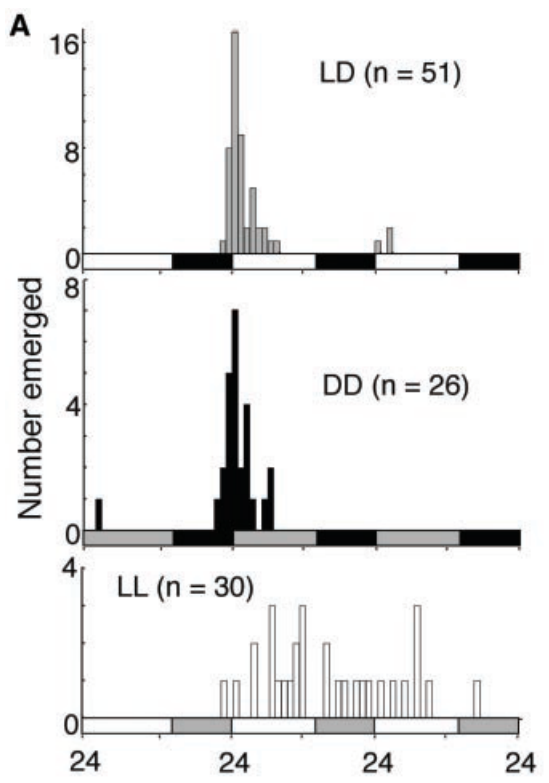 A
16
LD (n = 51)
8
0
8
DD (n = 26)
4
0
Number emerged
4
LL (n = 30)
0
24 24 24 24